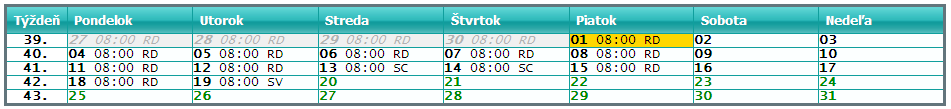 Týždeň Pondelok Utorok Streda Štvrtok Piatok Sobota Nedeľa
39. 27 08:00 RD 28 08:00 RD 29 08:00 RD 30 08:00 RD 01 08:00 RD 02 03
40. 04 08:00 RD 05 08:00 RD 06 08:00 RD 07 08:00 RD 08 08:00 RD 09 10
41. 11 08:00 RD 12 08:00 RD 13 08:00 SC 14 08:00 SC 15 08:00 RD 16 17
42. 18 08:00 RD 19 08:00 SV 20 21 22 23 24
43. 25 26 27 28 29 30 31